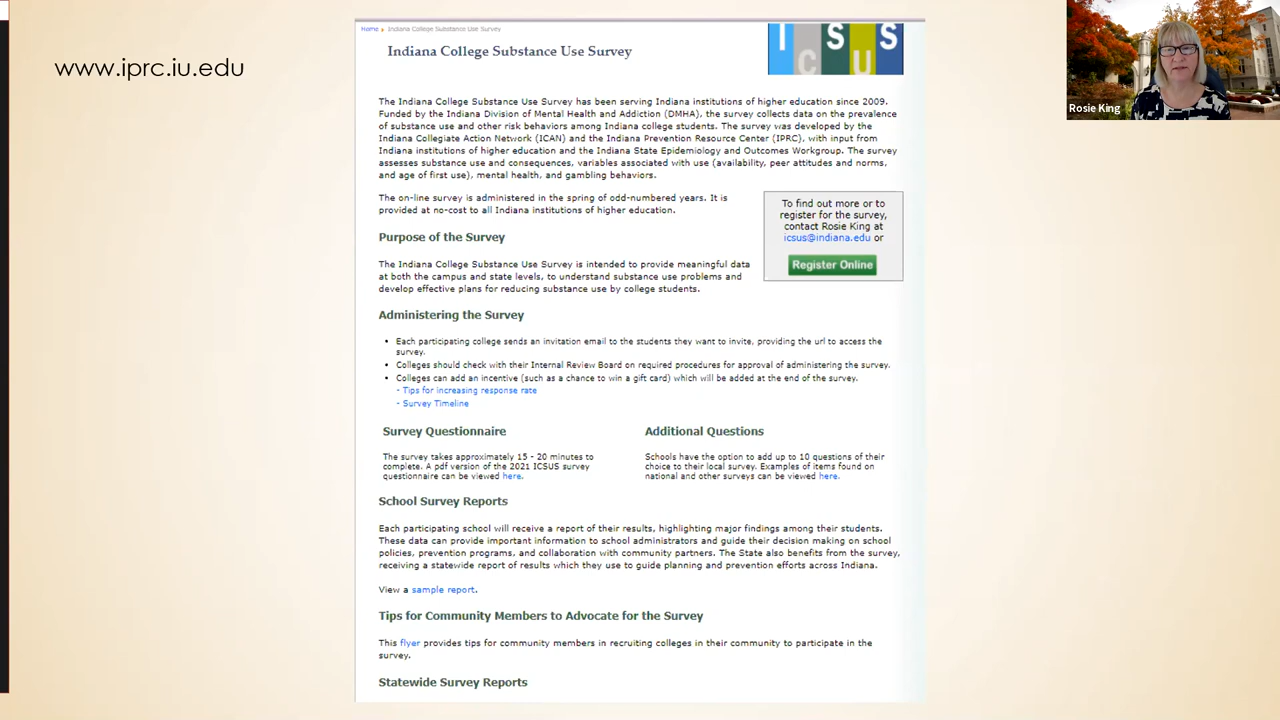 www.iprc.iu.edu
Home Indiana College Substance Use Survey
Indiana College Substance Use Survey
ICSUS
Rosie King
The Indiana College Substance Use Survey has been serving Indiana institutions of higher education since 2009.
Funded by the Indiana Division of Mental Health and Addiction (DMHA), the survey collects data on the prevalence
of substance use and other risk behaviors among Indiana college students. The survey was developed by the
Indiana Collegiate Action Network (ICAN) and the Indiana Prevention Resource Center (IPRC), with input from
Indiana institutions of higher education and the Indiana State Epidemiology and Outcomes Workgroup. The survey
assesses substance use and consequences, variables associated with use (availability, peer attitudes and norms,
and age of first use), mental health, and gambling behaviors.
The on-line survey is administered in the spring of odd-numbered years. It is
provided at no-cost to all Indiana institutions of higher education.
To find out more or to
register for the survey,
contact Rosie King at
icsus@indiana.edu or
Register Online
Purpose of the Survey
The Indiana College Substance Use Survey is intended to provide meaningful data
at both the campus and state levels, to understand substance use problems and
develop effective plans for reducing substance use by college students.
Administering the Survey
• Each participating college sends an invitation email to the students they want to invite, providing the url to access the
survey.
• Colleges should check with their Internal Review Board on required procedures for approval of administering the survey.
• Colleges can add an incentive (such as a chance to win a gift card) which will be added at the end of the survey.
- Tips for increasing response rate
- Survey Timeline
Survey Questionnaire
The survey takes approximately 15 - 20 minutes to
complete. A pdf version of the 2021 ICSUS survey
questionnaire can be viewed here.
Additional Questions
Schools have the option to add up to 10 questions of their
choice to their local survey. Examples of items found on
national and other surveys can be viewed here.
School Survey Reports
Each participating school will receive a report of their results, highlighting major findings among their students.
These data can provide important information to school administrators and guide their decision making on school
policies, prevention programs, and collaboration with community partners. The State also benefits from the survey,
receiving a statewide report of results which they use to guide planning and prevention efforts across Indiana.
View a sample report.
Tips for Community Members to Advocate for the Survey
This flyer provides tips for community members in recruiting colleges in their community to participate in the
survey.
Statewide Survey Reports